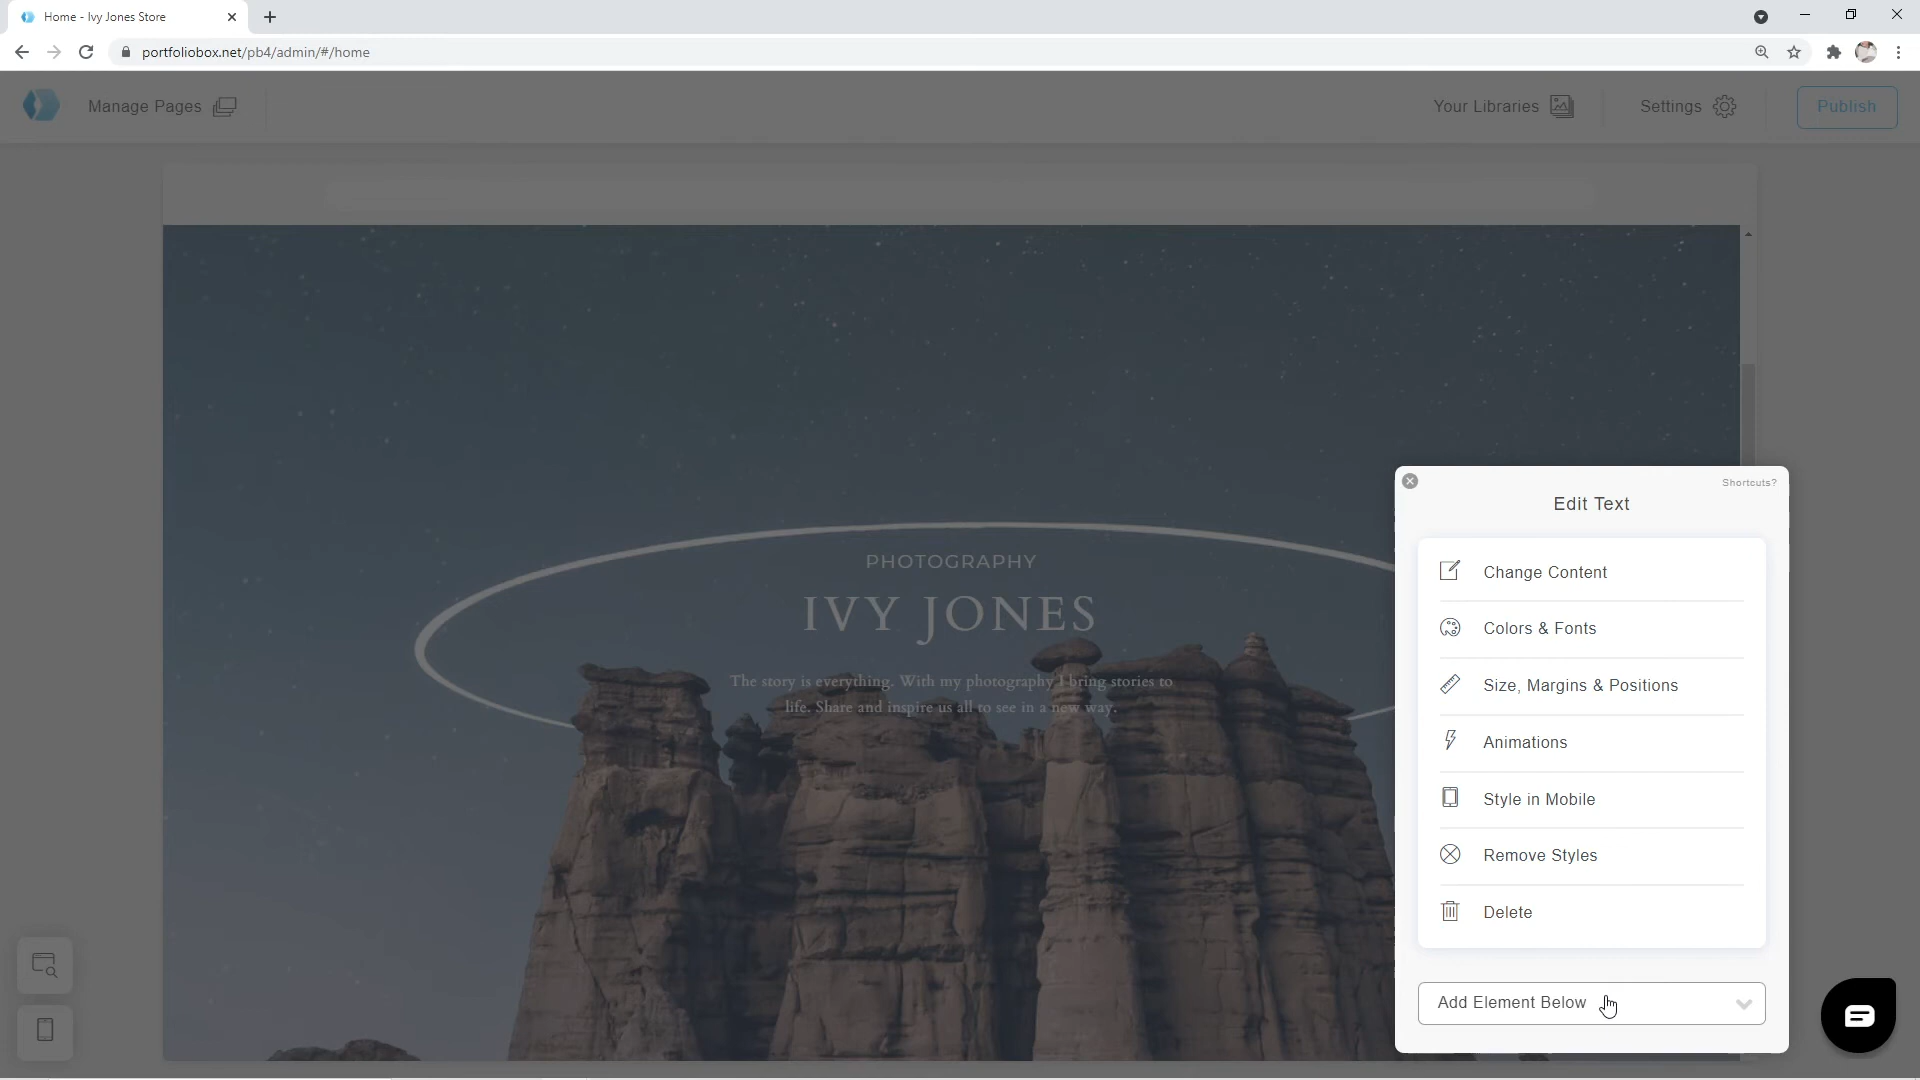 Home - Ivy Jones Store
portfoliobox.net/pb4/admin/#/home
Manage Pages
Your Libraries
Settings
Publish
PHOTOGRAPHY
IVY JONES
The story is everything. With my photography I bring stories to
life. Share and inspire us all to see in a new way.
Shortcuts?
Edit Text
Change Content
Colors & Fonts
Size, Margins & Positions
Animations
Style in Mobile
Remove Styles
Delete
Add Element Below